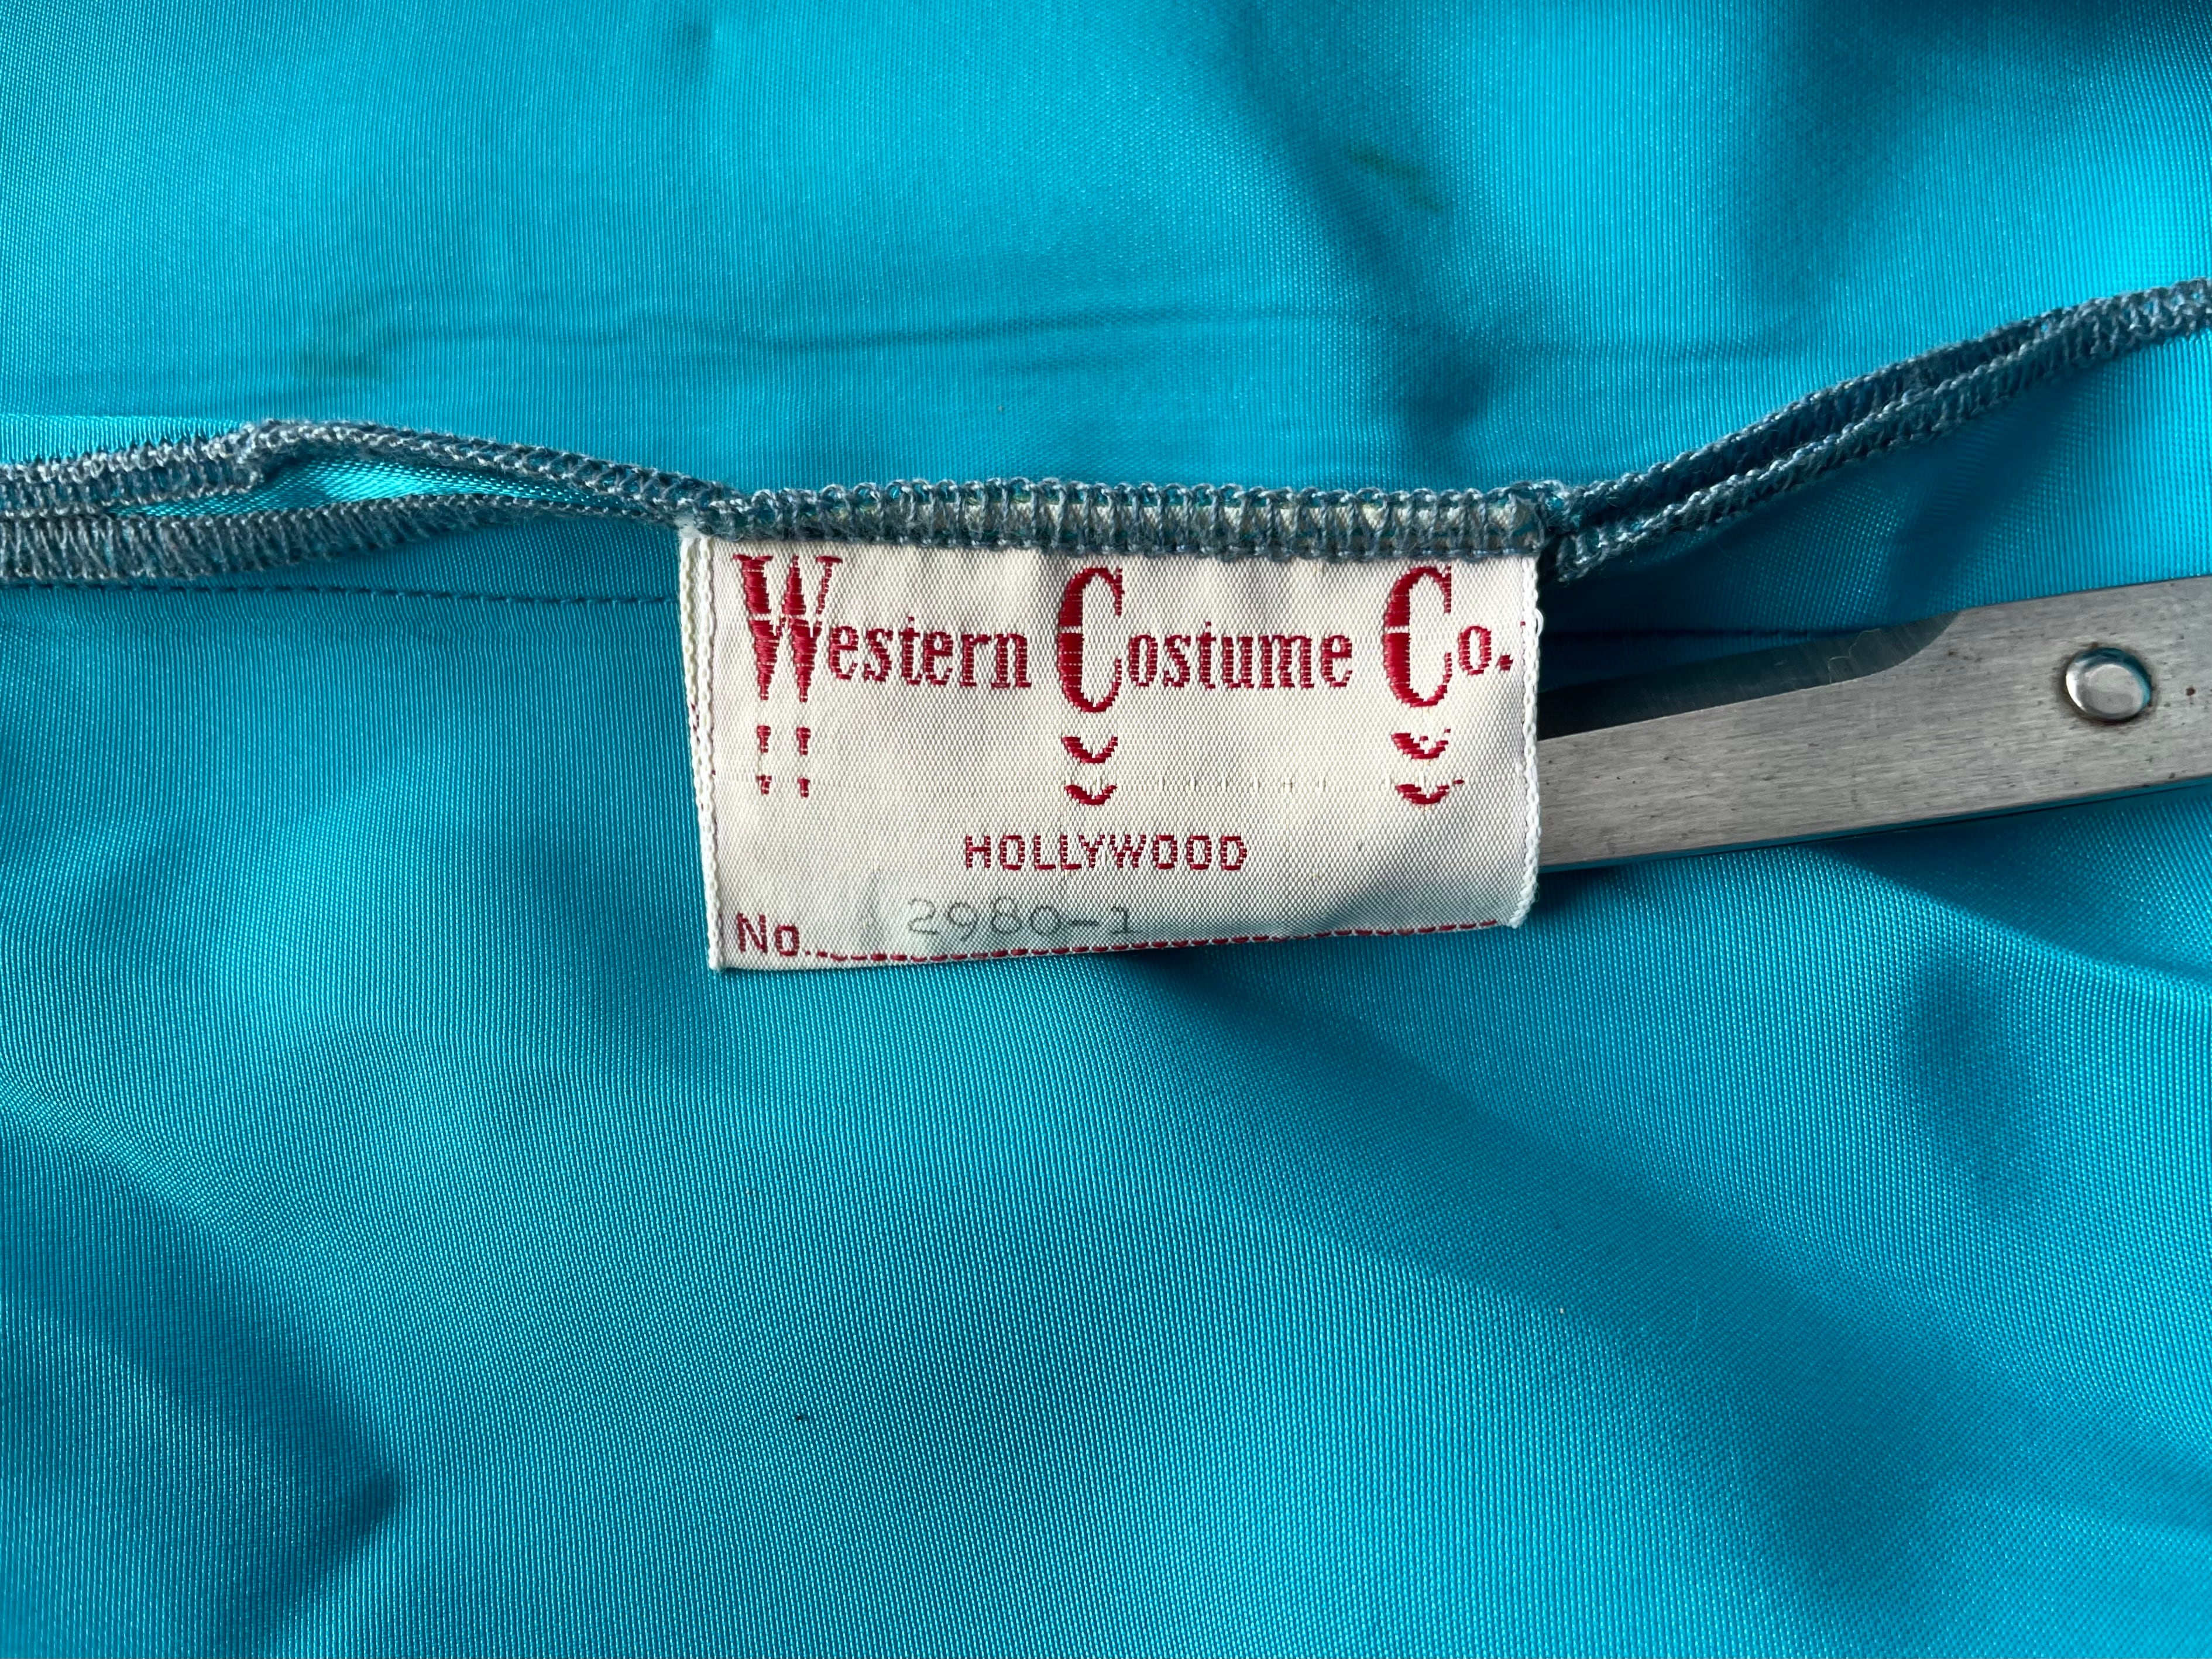 Western Costume Co.
HOLLYWOOD
No. 2980-1